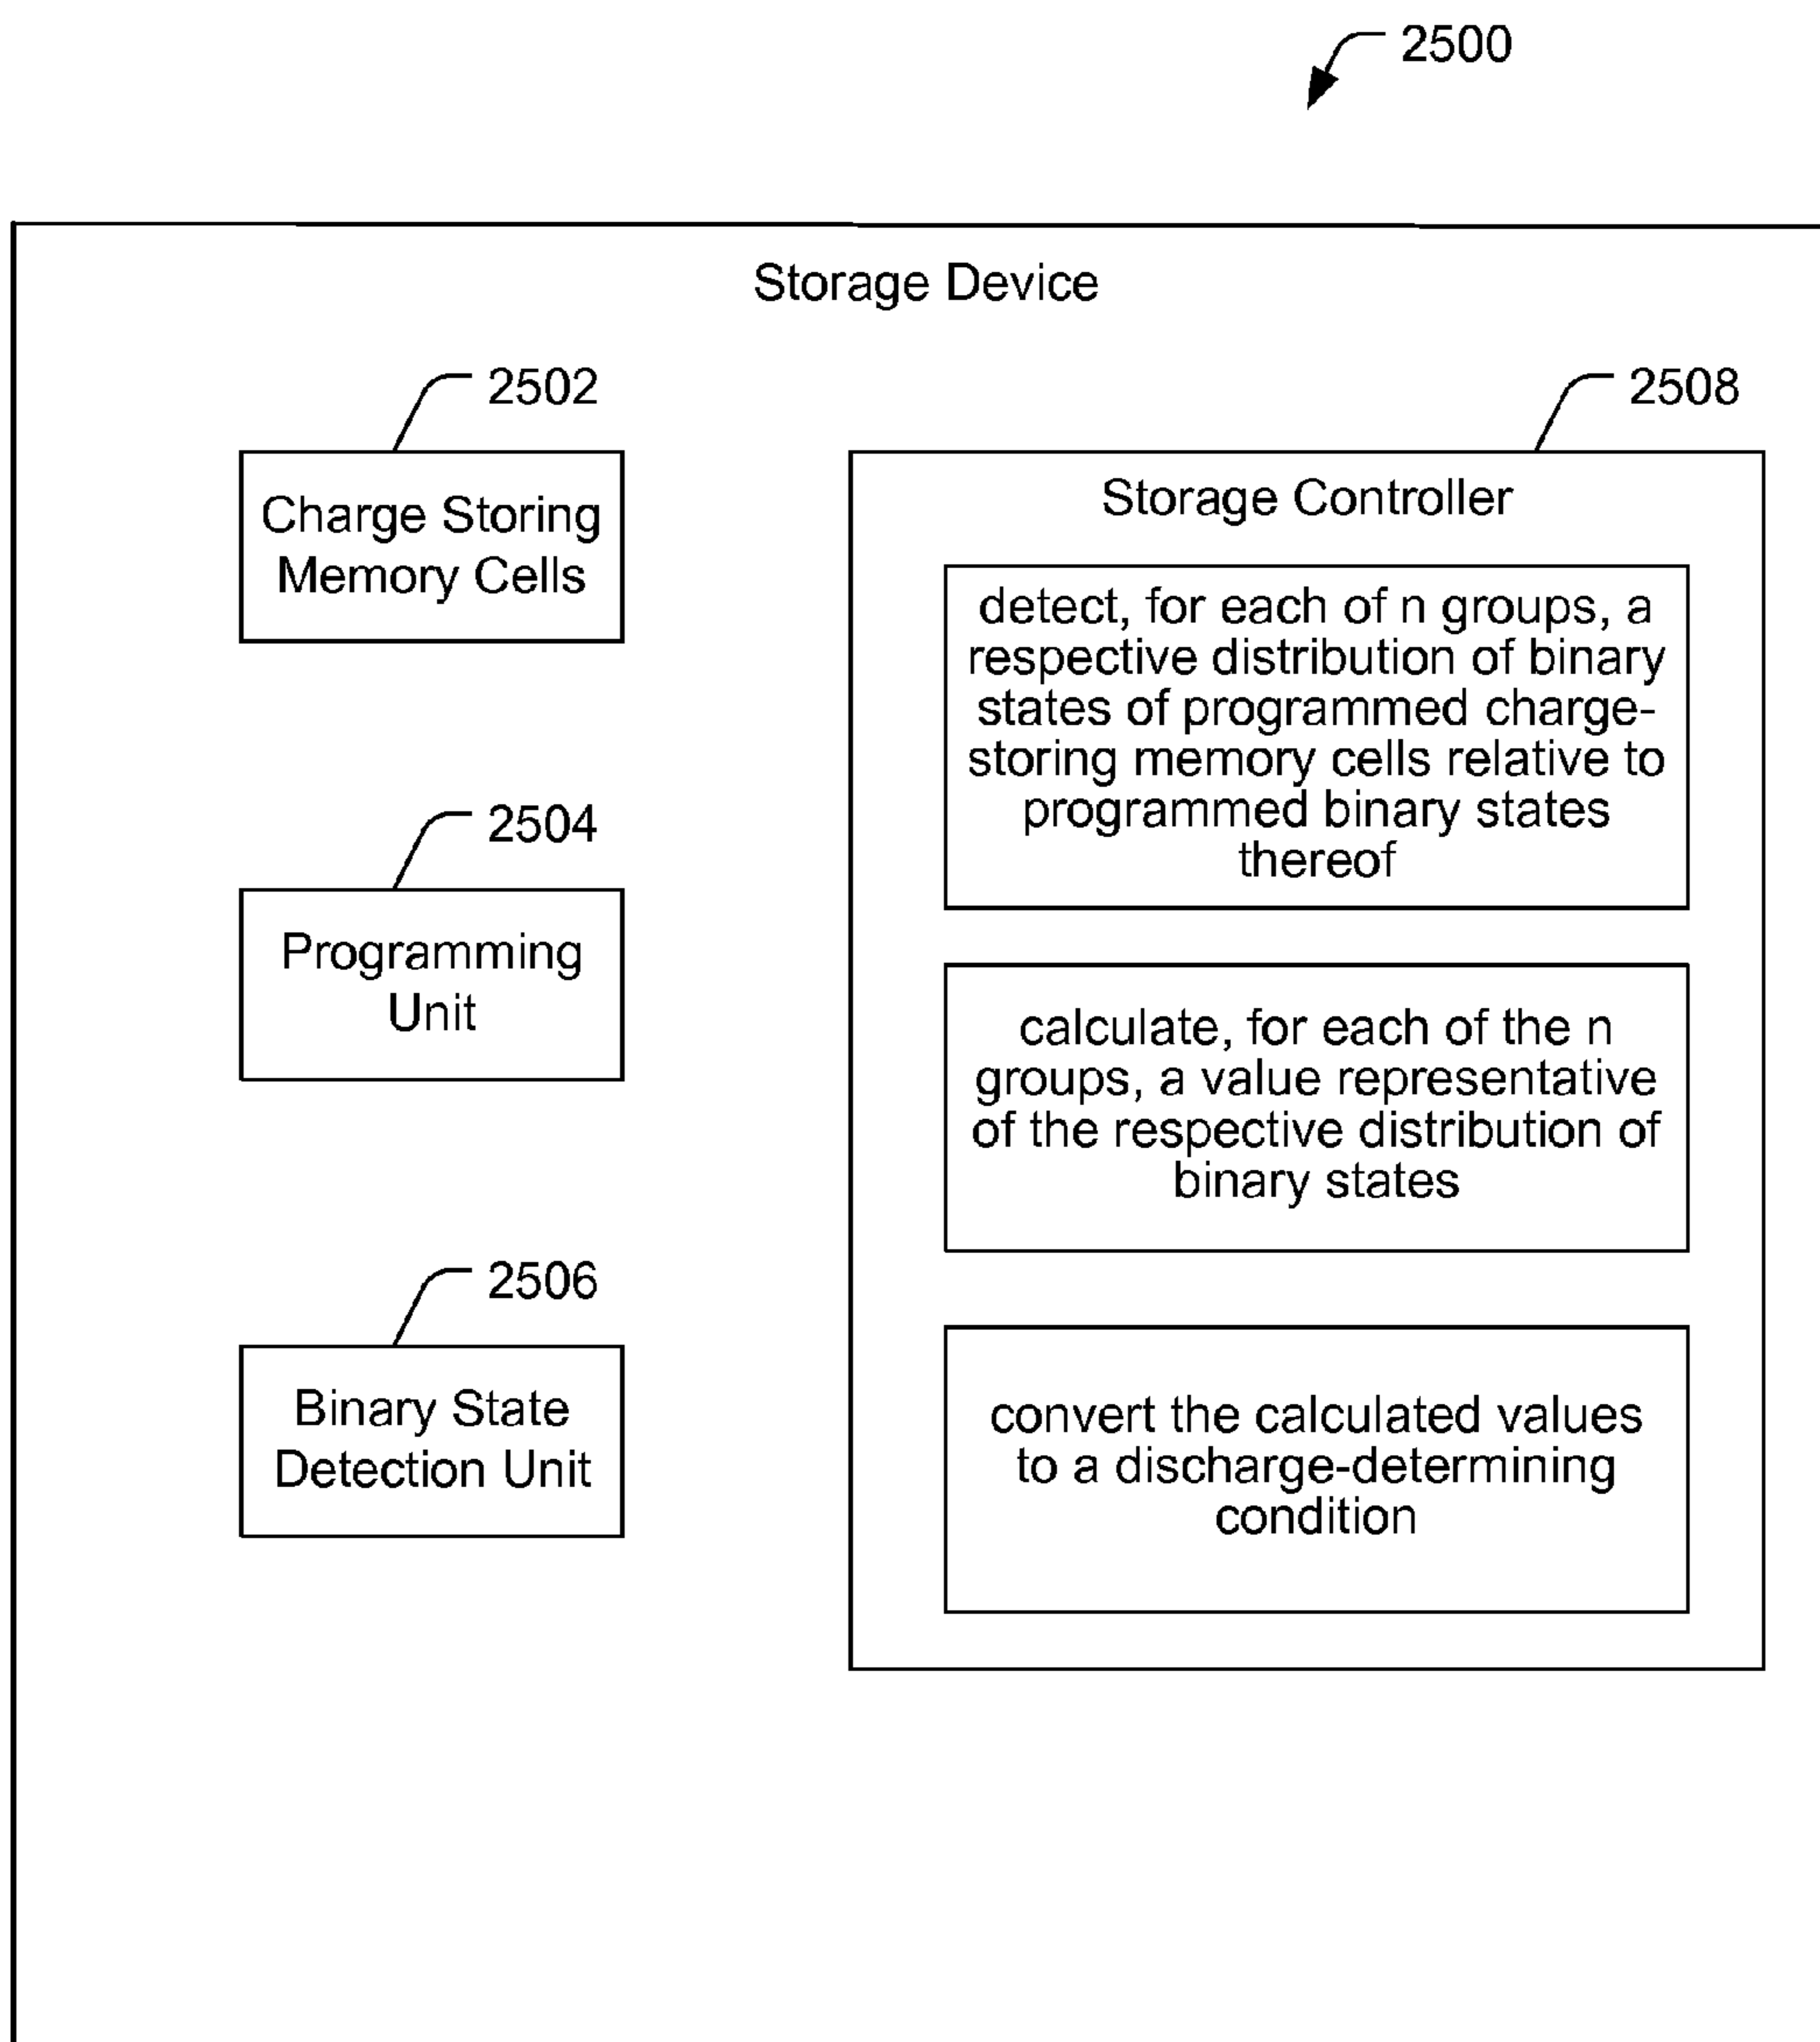 2500
Storage Device
2502
Charge Storing
Memory Cells
2504
Programming
Unit
2506
Binary State
Detection Unit
2508
Storage Controller
detect, for each of n groups, a
respective distribution of binary
states of programmed charge-
storing memory cells relative to
programmed binary states
thereof
calculate, for each of the n
groups, a value representative
of the respective distribution of
binary states
convert the calculated values
to a discharge-determining
condition